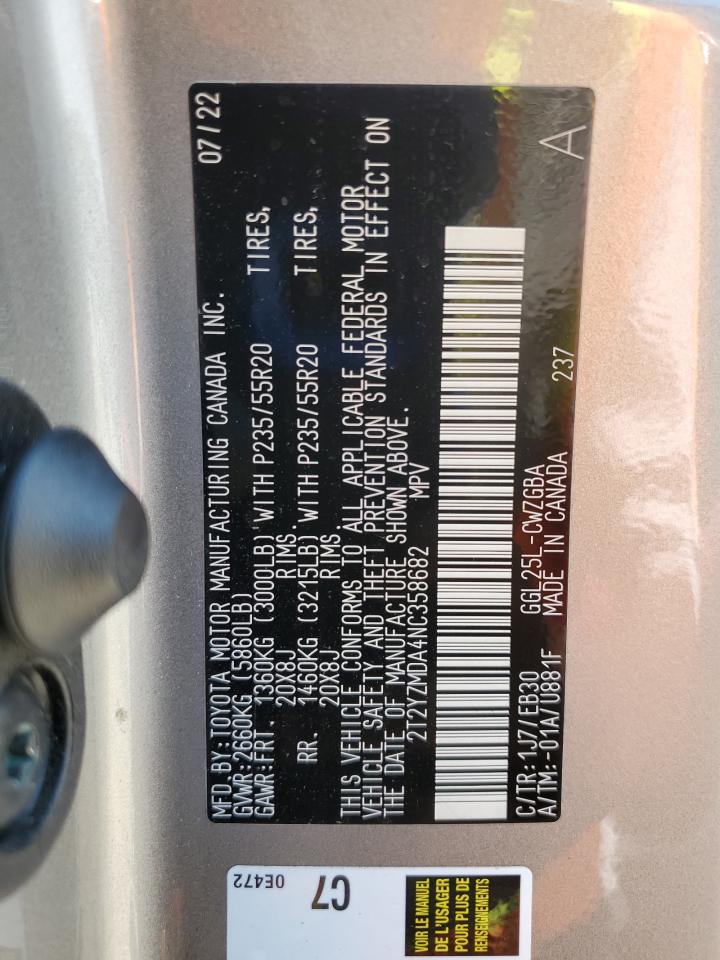 MFD BY:TOYOTA MOTOR MANUFACTURING CANADA INC. 07/22
GVWR:2660KG (5860LB)
GAWR:FRT. 1360KG (3000LB) WITH P235/55R20 TIRES,
20X8J RIMS.
RR. 1460KG (3215LB) WITH P235/55R20 TIRES,
20X8J RIMS
THIS VEHICLE CONFORMS TO ALL APPLICABLE FEDERAL MOTOR
VEHICLE SAFETY AND THEFT PREVENTION STANDARDS IN EFFECT ON
THE DATE OF MANUFACTURE SHOWN ABOVE.
2T2YZMDA4NC358682 MPV
C/TR:1J7/EB30 GGL25L-CWZGBA
A/TM:-01A/U881F MADE IN CANADA 237
A
C7
0E472
VOIR LE MANUEL
DE L'USAGER
POUR PLUS DE
RENSEIGNEMENTS